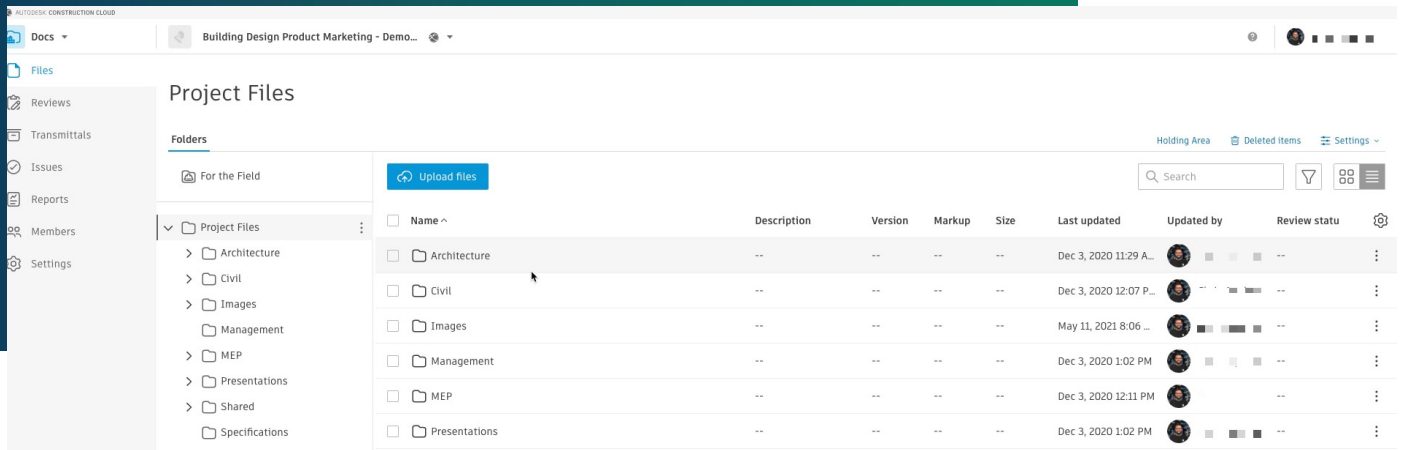 AUTODESK CONSTRUCTION CLOUD
Docs
Building Design Product Marketing - Demo...
Files
Reviews
Transmittals
Issues
Reports
Members
Settings
Project Files
Folders
Holding Area Deleted items Settings
For the Field
Upload files
Search
Project Files
Architecture
Civil
Images
Management
MEP
Presentations
Shared
Specifications
Name Description Version Markup Size Last updated Updated by Review statu
Architecture -- -- -- -- Dec 3, 2020 11:29 A... --
Civil -- -- -- -- Dec 3, 2020 12:07 P... --
Images -- -- -- -- May 11, 2021 8:06 ... --
Management -- -- -- -- Dec 3, 2020 1:02 PM --
MEP -- -- -- -- Dec 3, 2020 12:11 PM --
Presentations -- -- -- -- Dec 3, 2020 1:02 PM --